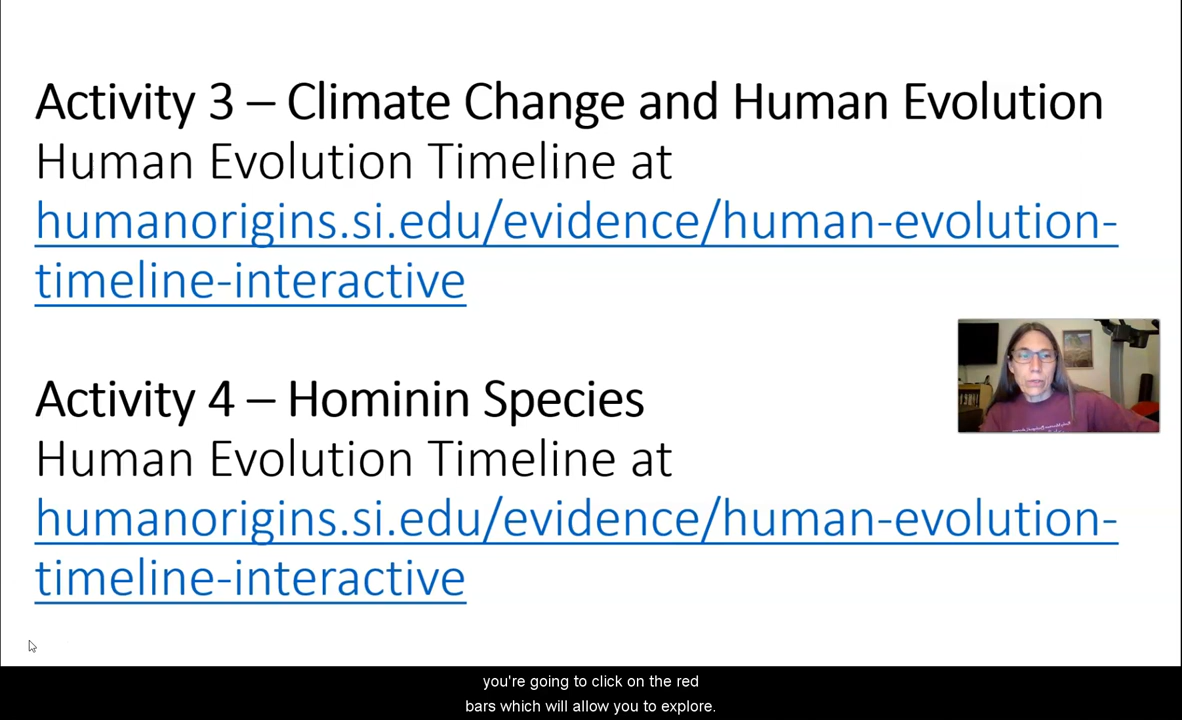 Activity 3 – Climate Change and Human Evolution
Human Evolution Timeline at
humanorigins.si.edu/evidence/human-evolution-
timeline-interactive
Activity 4 – Hominin Species
Human Evolution Timeline at
humanorigins.si.edu/evidence/human-evolution-
timeline-interactive
you're going to click on the red
bars which will allow you to explore.